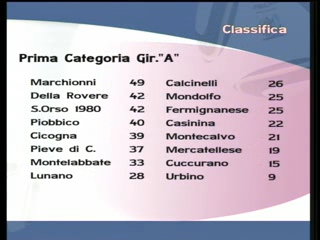 Classifica
Prima Categoria Gir."A"
Marchionni 49 Calcinelli 26
Della Rovere 42 Mondolfo 25
S.Orso 1980 42 Fermignanese 25
Piobbico 40 Casinina 22
Cicogna 39 Montecalvo 21
Pieve di C. 37 Mercatellese 19
Montelabbate 33 Cuccurano 15
Lunano 28 Urbino 9